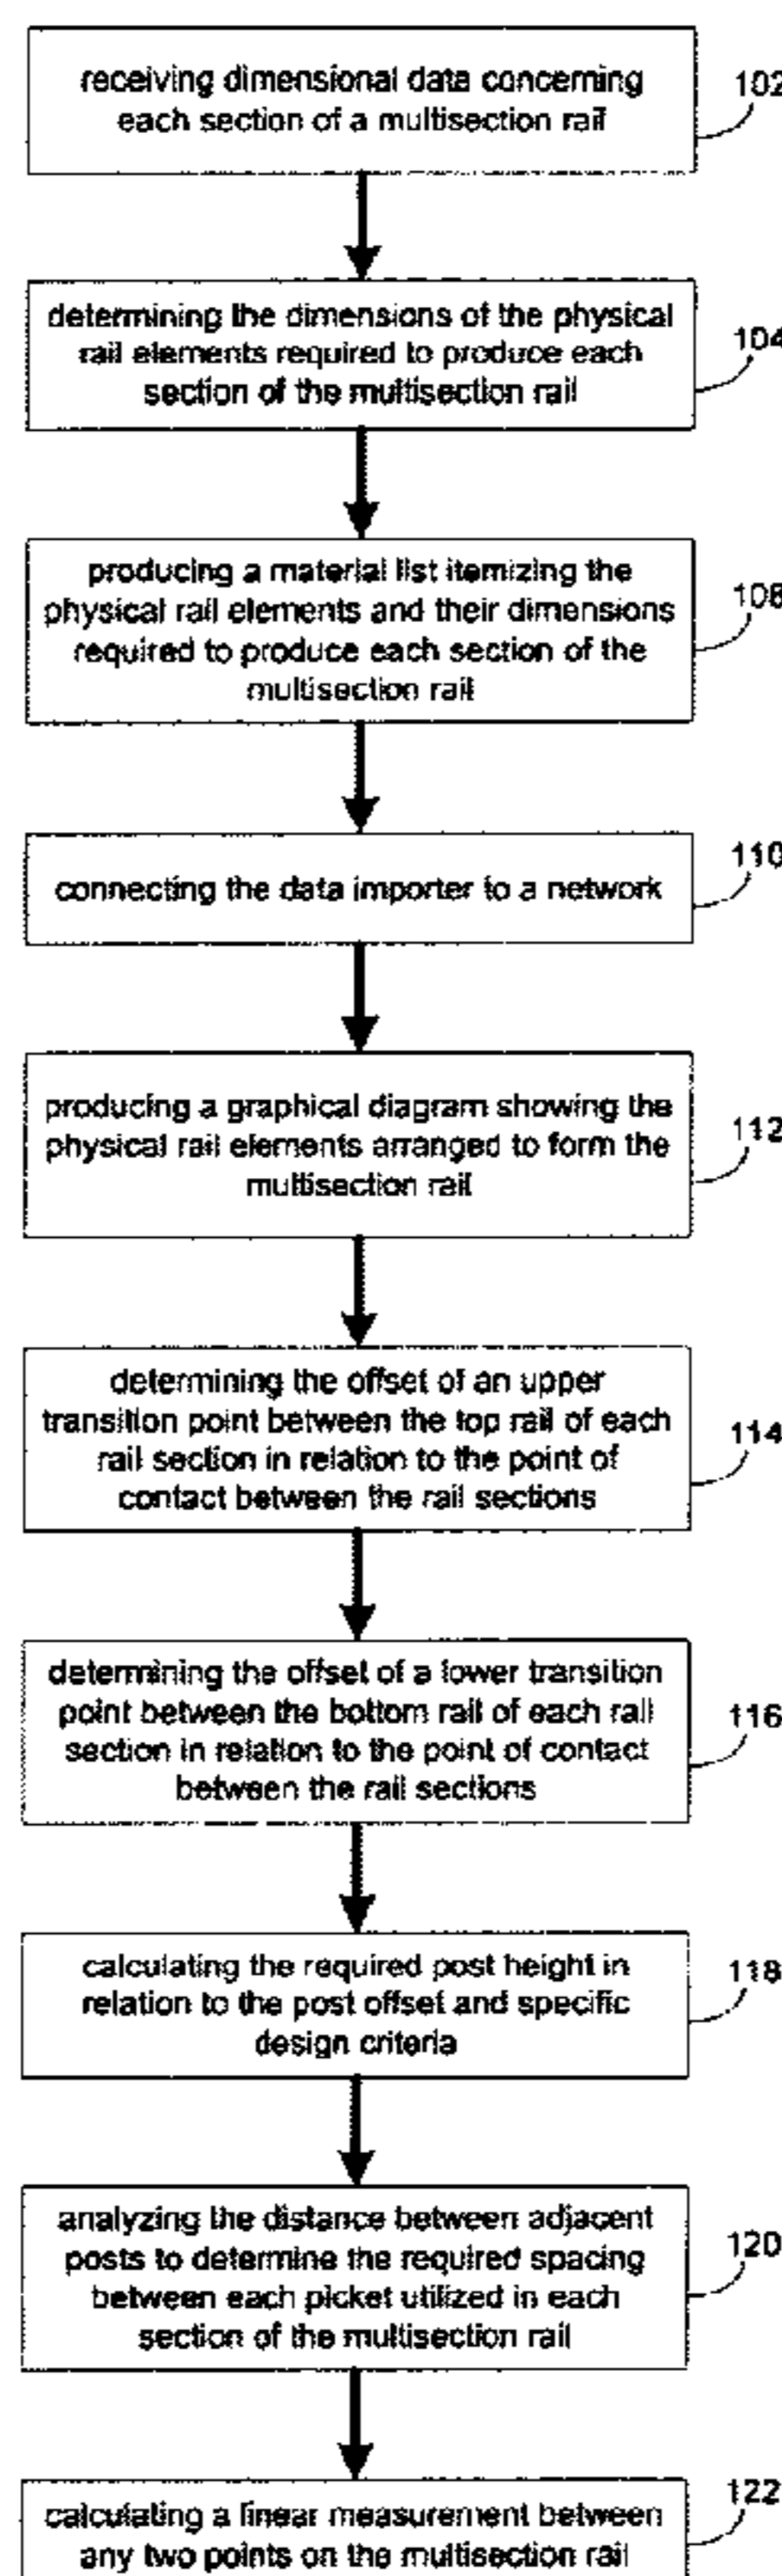 receiving dimensional data concerning
each section of a multisection rail
102
determining the dimensions of the physical
rail elements required to produce each
section of the multisection rail
104
producing a material list itemizing the
physical rail elements and their dimensions
required to produce each section of the
multisection rail
108
connecting the data importer to a network
110
producing a graphical diagram showing the
physical rail elements arranged to form the
multisection rail
112
determining the offset of an upper
transition point between the top rail of each
rail section in relation to the point of
contact between the rail sections
114
determining the offset of a lower transition
point between the bottom rail of each rail
section in relation to the point of contact
between the rail sections
116
calculating the required post height in
relation to the post offset and specific
design criteria
118
analyzing the distance between adjacent
posts to determine the required spacing
between each picket utilized in each
section of the multisection rail
120
calculating a linear measurement between
any two points on the multisection rail
122